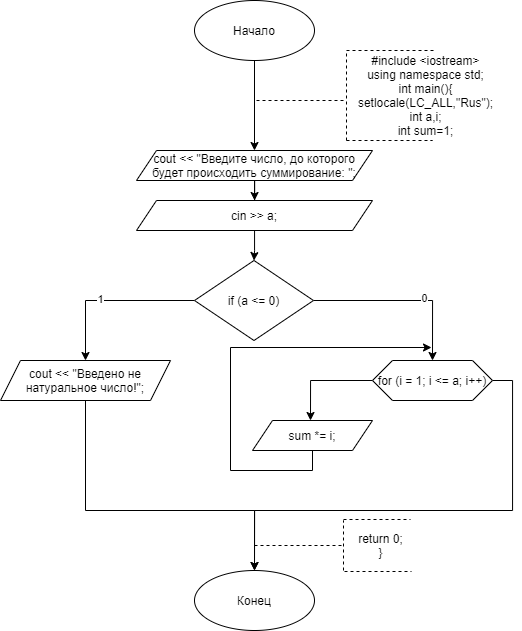 Начало
#include <iostream>
using namespace std;
int main(){
setlocale(LC_ALL,"Rus");
int a,i;
int sum=1;
cout << "Введите число, до которого
будет происходить суммирование: ";
cin >> a;
if (a <= 0)
1
0
cout << "Введено не
натуральное число!";
for (i = 1; i <= a; i++)
sum *= i;
return 0;
}
Конец